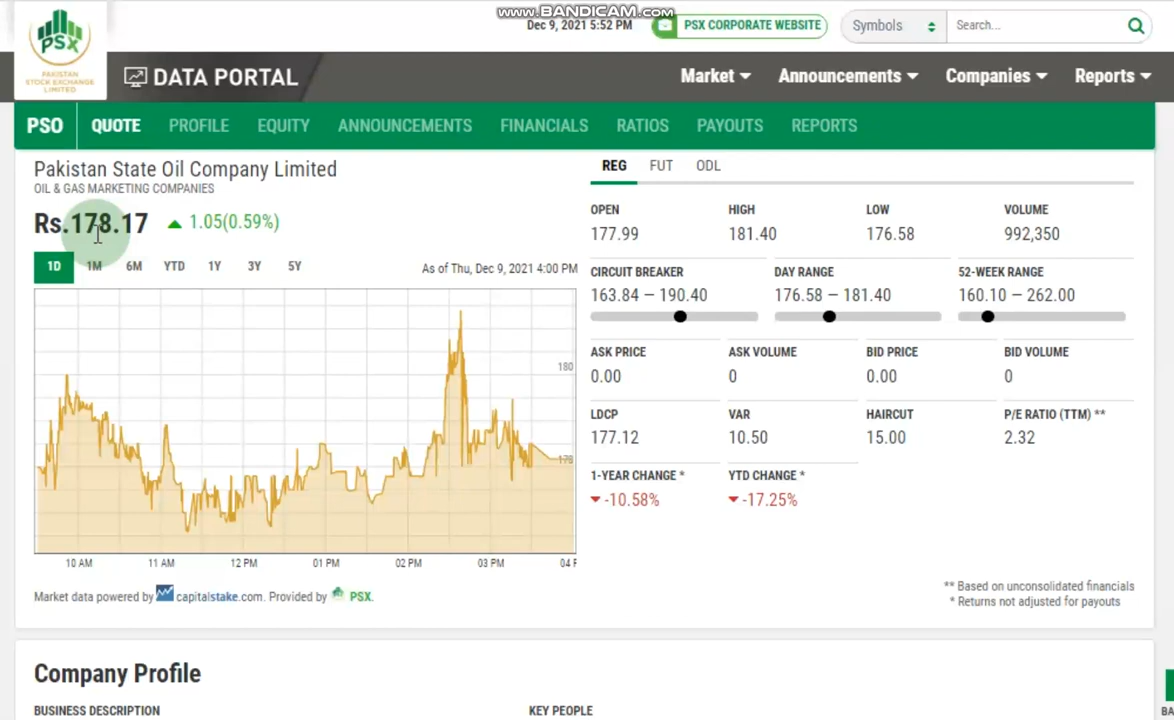 www.BANDICAM.com
Dec 9, 2021 5:52 PM
PSX CORPORATE WEBSITE
Symbols
Search...
PSX
PAKISTAN
STOCK EXCHANGE
LIMITED
DATA PORTAL
Market
Announcements
Companies
Reports
PSO QUOTE PROFILE EQUITY ANNOUNCEMENTS FINANCIALS RATIOS PAYOUTS REPORTS
Pakistan State Oil Company Limited
OIL & GAS MARKETING COMPANIES
Rs.178.17 1.05(0.59%)
1D 1M 6M YTD 1Y 3Y 5Y
As of Thu, Dec 9, 2021 4:00 PM
180
178
10 AM 11 AM 12 PM 01 PM 02 PM 03 PM 04 P
Market data powered by capitalstake.com. Provided by PSX.
REG FUT ODL
OPEN HIGH LOW VOLUME
177.99 181.40 176.58 992,350
CIRCUIT BREAKER DAY RANGE 52-WEEK RANGE
163.84 — 190.40 176.58 — 181.40 160.10 — 262.00
ASK PRICE ASK VOLUME BID PRICE BID VOLUME
0.00 0 0.00 0
LDCP VAR HAIRCUT P/E RATIO (TTM) **
177.12 10.50 15.00 2.32
1-YEAR CHANGE * YTD CHANGE *
-10.58% -17.25%
** Based on unconsolidated financials
* Returns not adjusted for payouts
Company Profile
BUSINESS DESCRIPTION KEY PEOPLE
BA